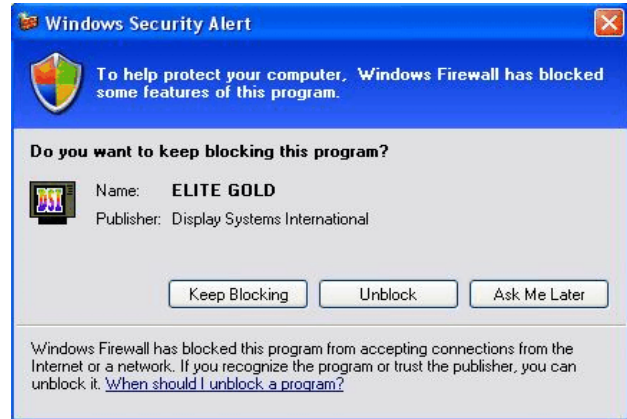 Windows Security Alert
To help protect your computer, Windows Firewall has blocked
some features of this program.
Do you want to keep blocking this program?
DSI
Name: ELITE GOLD
Publisher: Display Systems International
Keep Blocking Unblock Ask Me Later
Windows Firewall has blocked this program from accepting connections from the
Internet or a network. If you recognize the program or trust the publisher, you can
unblock it. When should I unblock a program?